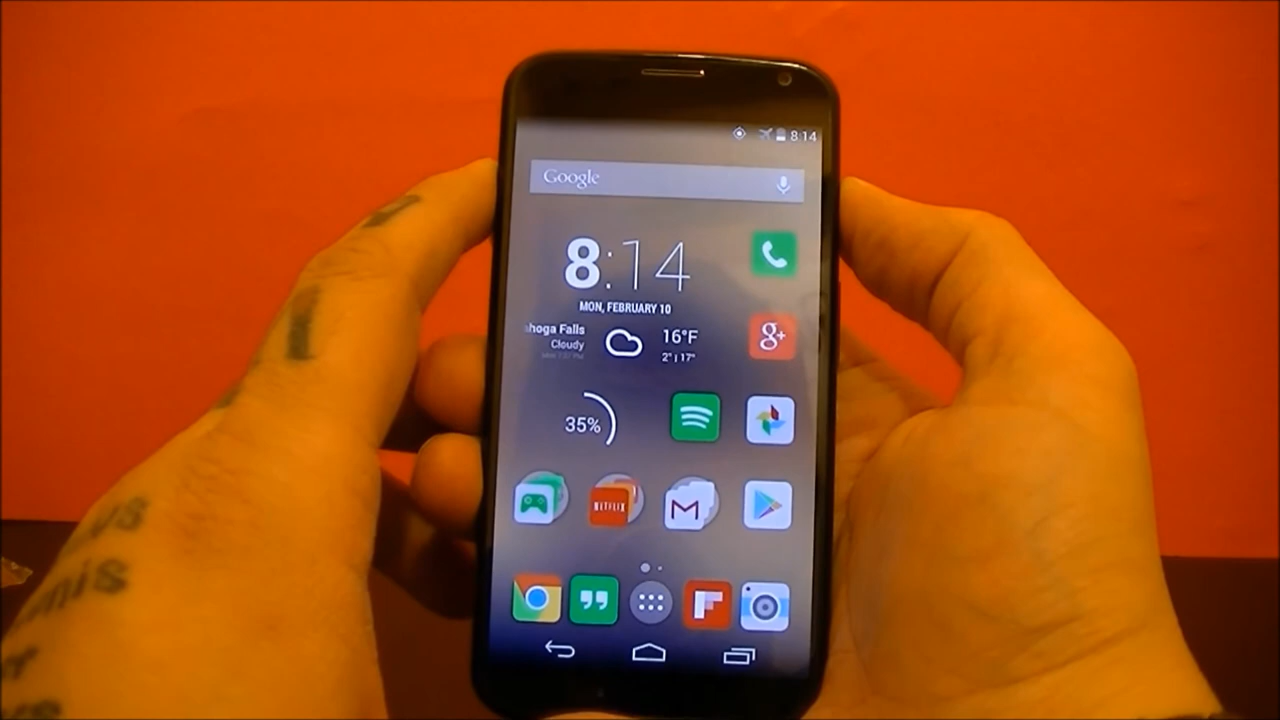 8:14
Google
8:14
MON, FEBRUARY 10
hoga Falls
Cloudy
16°F
2° | 17°
35%
g+
NETFLIX